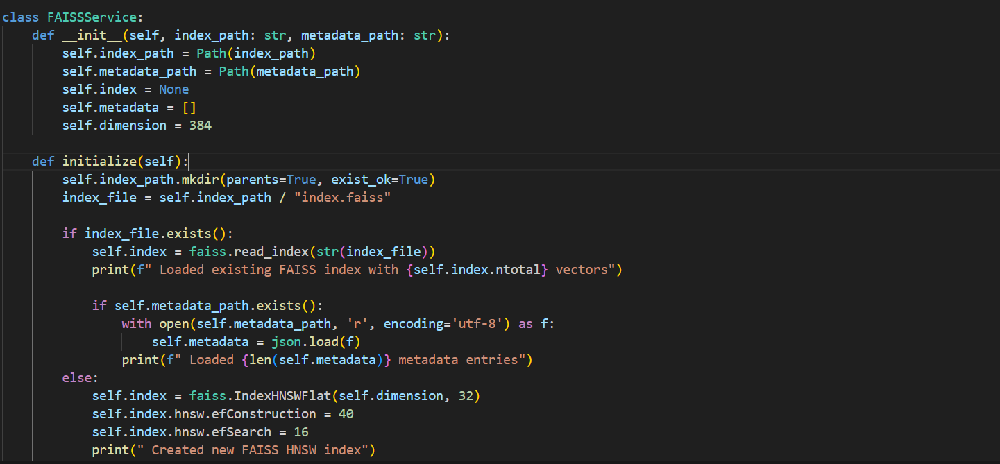 class FAISSService:
    def __init__(self, index_path: str, metadata_path: str):
        self.index_path = Path(index_path)
        self.metadata_path = Path(metadata_path)
        self.index = None
        self.metadata = []
        self.dimension = 384

    def initialize(self):
        self.index_path.mkdir(parents=True, exist_ok=True)
        index_file = self.index_path / "index.faiss"

        if index_file.exists():
            self.index = faiss.read_index(str(index_file))
            print(f" Loaded existing FAISS index with {self.index.ntotal} vectors")

            if self.metadata_path.exists():
                with open(self.metadata_path, 'r', encoding='utf-8') as f:
                    self.metadata = json.load(f)
                print(f" Loaded {len(self.metadata)} metadata entries")
        else:
            self.index = faiss.IndexHNSWFlat(self.dimension, 32)
            self.index.hnsw.efConstruction = 40
            self.index.hnsw.efSearch = 16
            print(" Created new FAISS HNSW index")